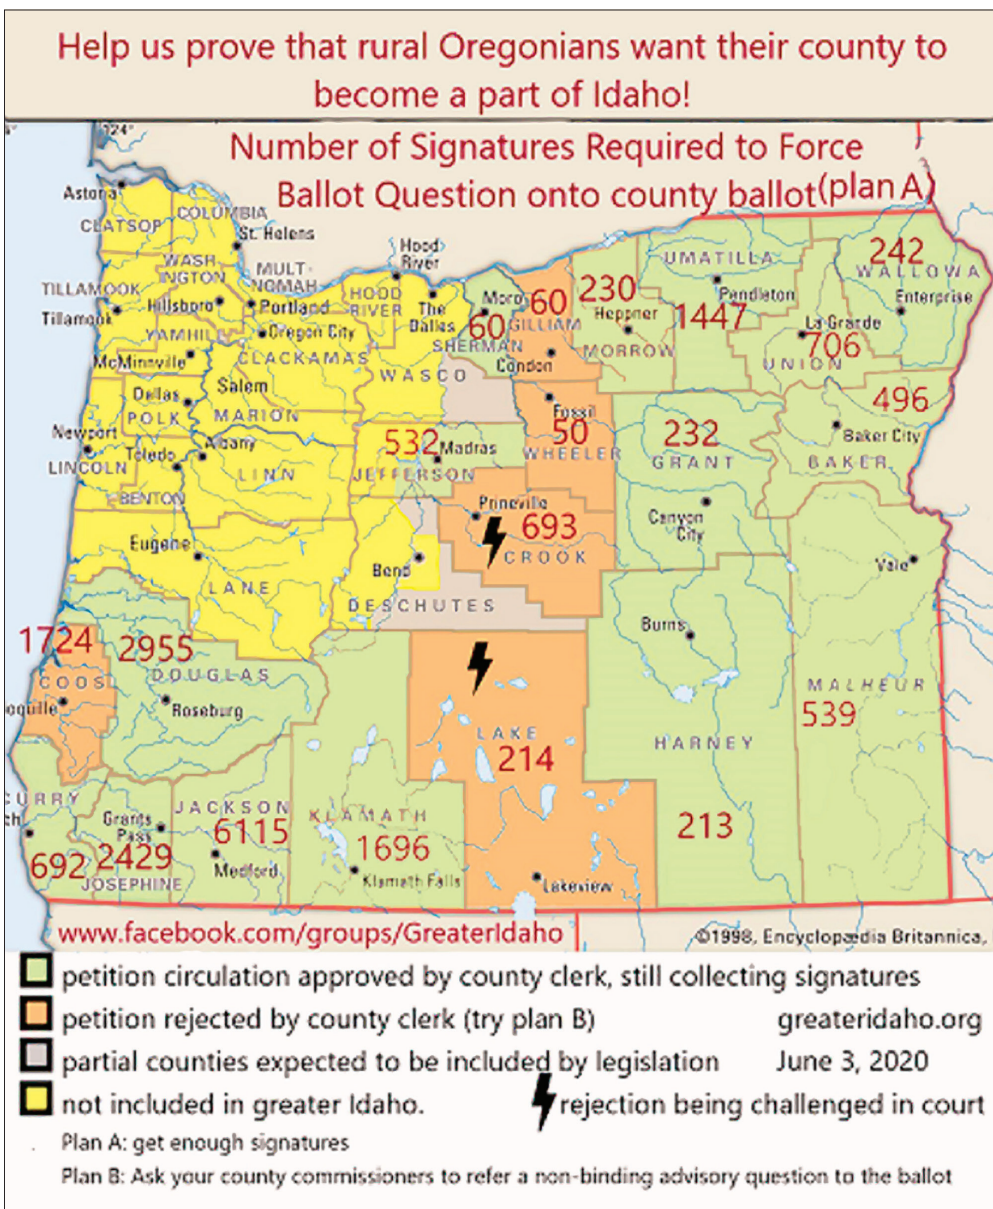 Help us prove that rural Oregonians want their county to
become a part of Idaho!
124°
Number of Signatures Required to Force
Ballot Question onto county ballot(plan A)
Astoria
CLATSOP
COLUMBIA
St. Helens
WASH
INGTON
MULT-
NOMAH
Hood
River
HOOD
RIVER
TILLAMOOK
Tillamook
Hillsboro
Portland
Oregon City
The
Dalles
Moro
60
SHERMAN
60
GILLIAM
Condon
230
Heppner
MORROW
UMATILLA
Pendleton
1447
242
WALLOWA
Enterprise
La Grande
706
UNION
YAMHIL
McMinnville
CLACKAMAS
WASCO
Dallas
POLK
Salem
MARION
Newport
LINCOLN
Toledo
Albany
LINN
BENTON
532
Madras
JEFFERSON
Fossil
50
WHEELER
232
GRANT
Canyon
City
496
Baker City
BAKER
Prineville
693
CROOK
Eugene
LANE
Bend
DESCHUTES
Vale
Burns
1724
COOS
oquille
2955
DOUGLAS
Roseburg
LAKE
214
HARNEY
213
MALHEUR
539
CURRY
ch
692
Grants
Pass
2429
JOSEPHINE
JACKSON
6115
Medford
KLAMATH
1696
Klamath Falls
Lakeview
www.facebook.com/groups/GreaterIdaho
©1998, Encyclopædia Britannica,
petition circulation approved by county clerk, still collecting signatures
petition rejected by county clerk (try plan B)
greateridaho.org
partial counties expected to be included by legislation
June 3, 2020
not included in greater Idaho.
rejection being challenged in court
Plan A: get enough signatures
Plan B: Ask your county commissioners to refer a non-binding advisory question to the ballot